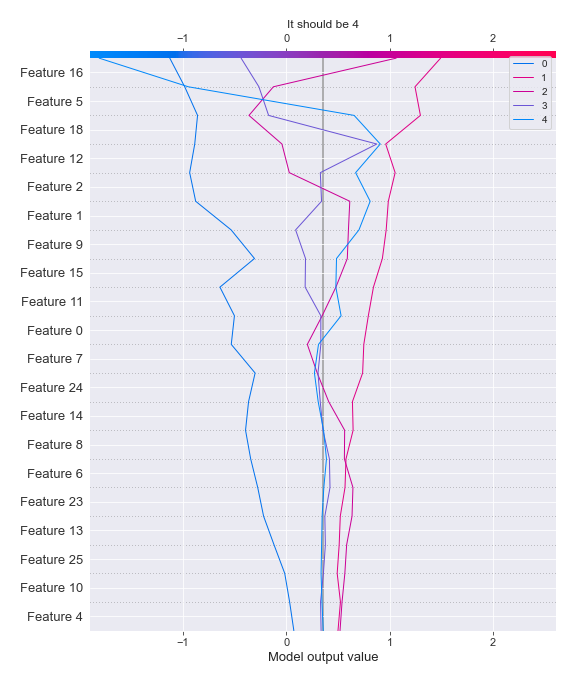 It should be 4
−1 0 1 2
0
1
2
3
4
Feature 16
Feature 5
Feature 18
Feature 12
Feature 2
Feature 1
Feature 9
Feature 15
Feature 11
Feature 0
Feature 7
Feature 24
Feature 14
Feature 8
Feature 6
Feature 23
Feature 13
Feature 25
Feature 10
Feature 4
−1 0 1 2
Model output value